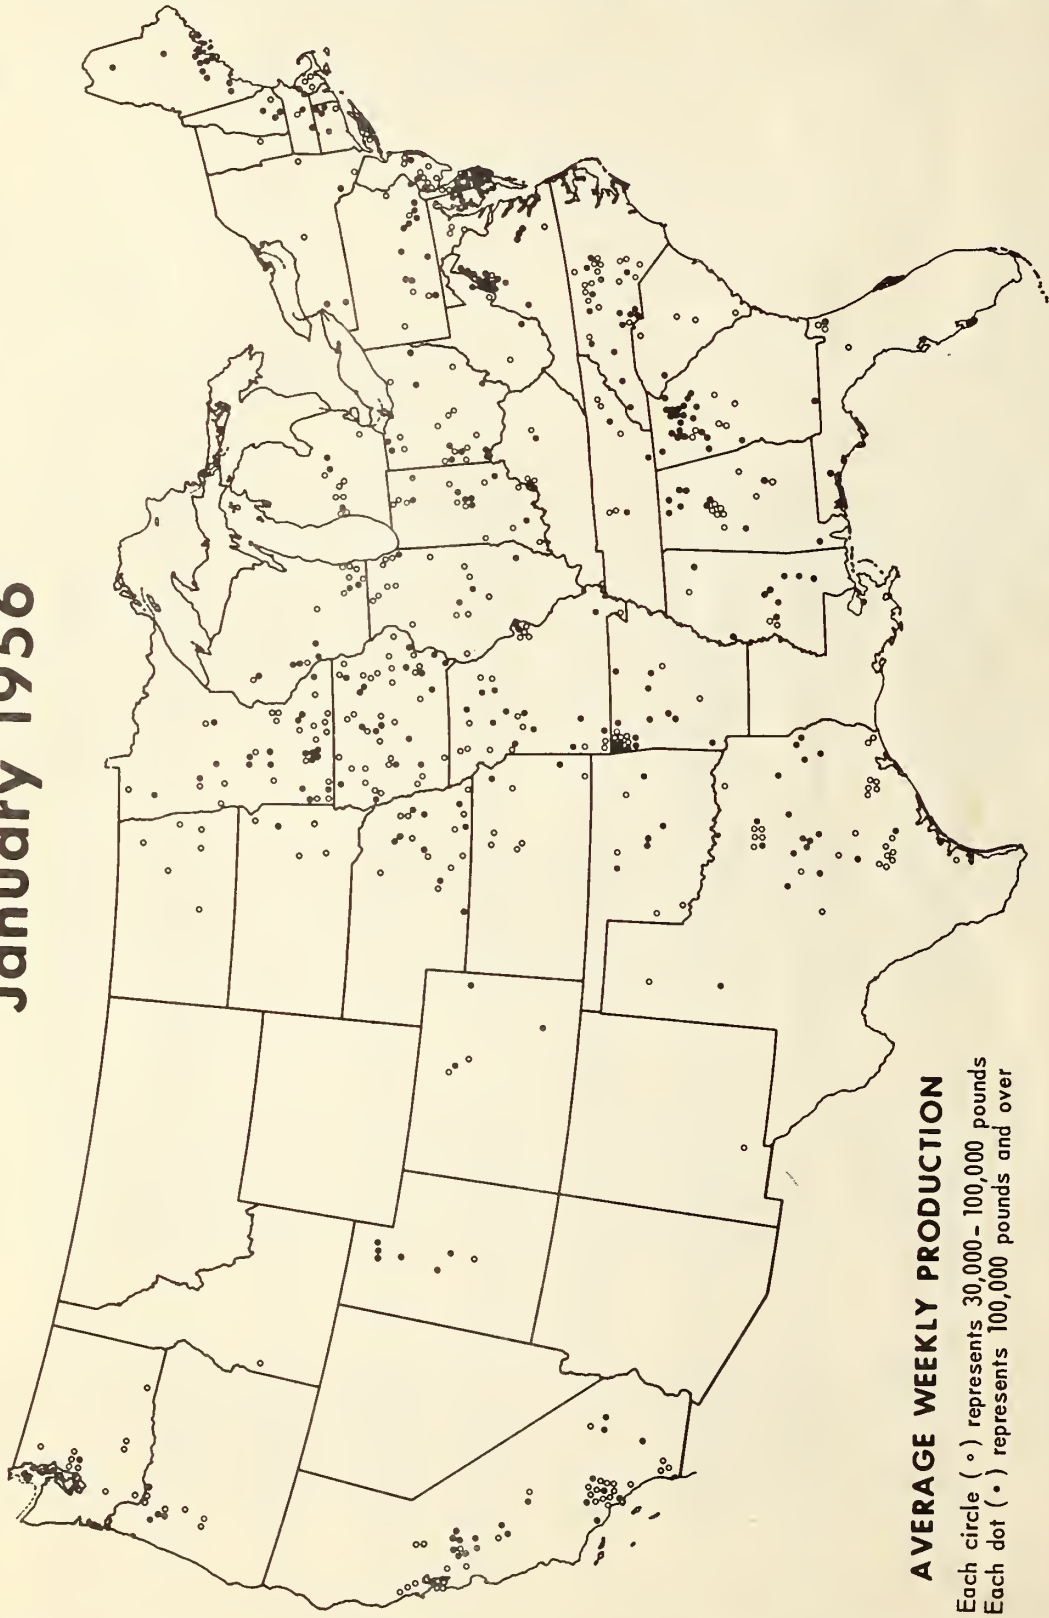 January 1956
AVERAGE WEEKLY PRODUCTION
Each circle ( ∘ ) represents 30,000–100,000 pounds
Each dot ( • ) represents 100,000 pounds and over